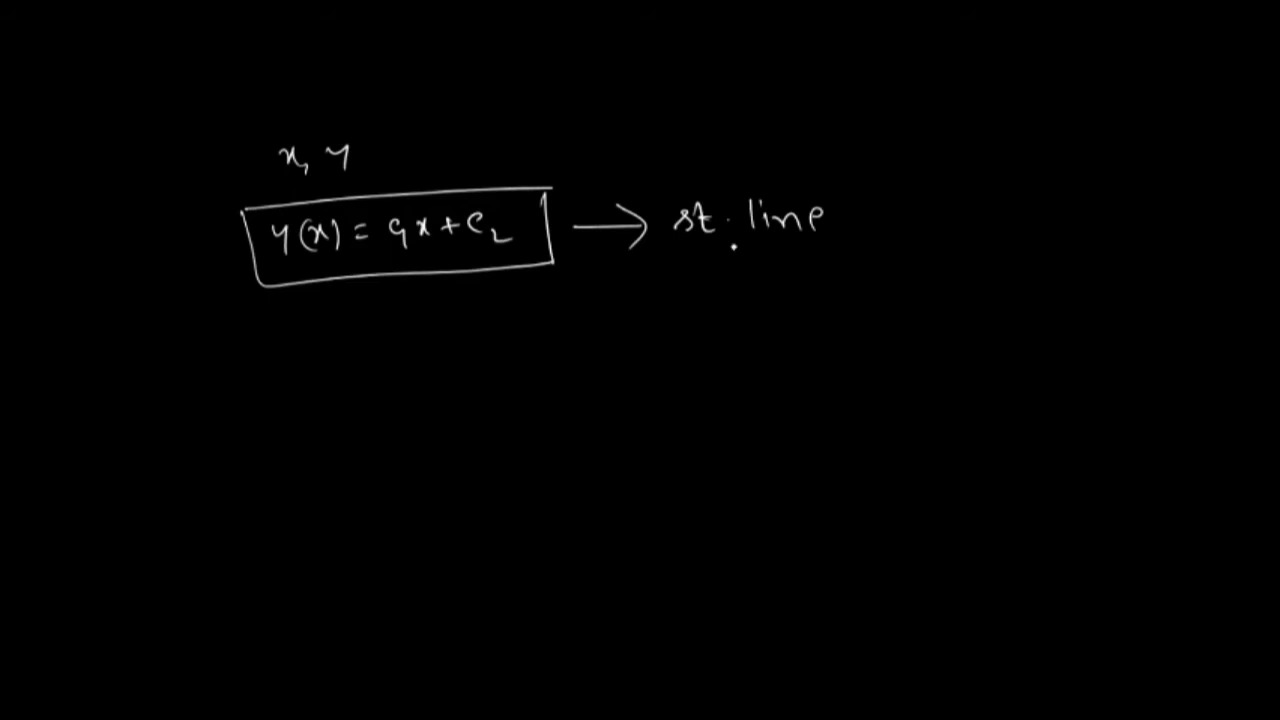 x, y
y(x) = c₁x + c₂ → st. line